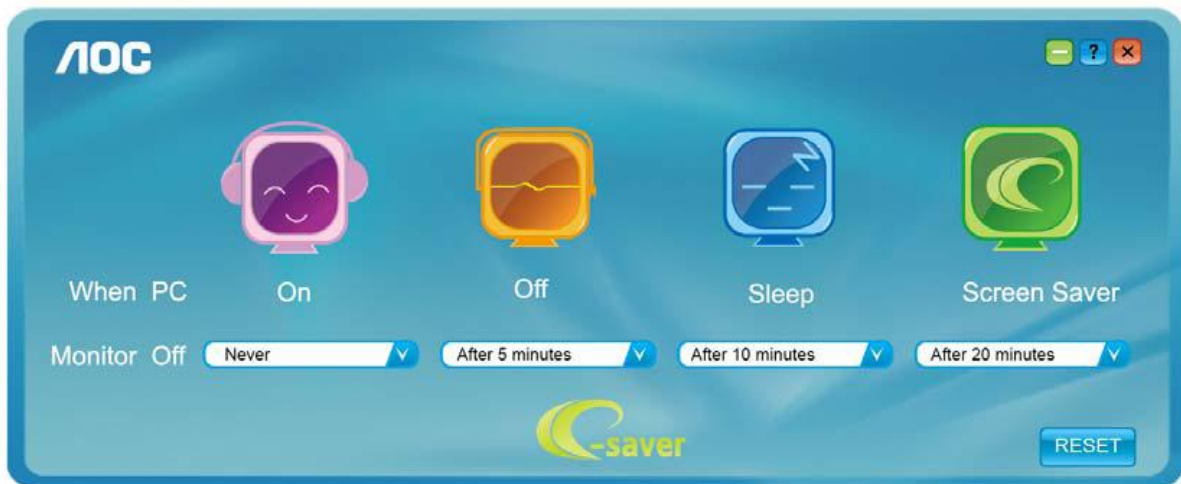 AOC
?
When PC On Off Sleep Screen Saver
Monitor Off Never After 5 minutes After 10 minutes After 20 minutes
e-saver
RESET